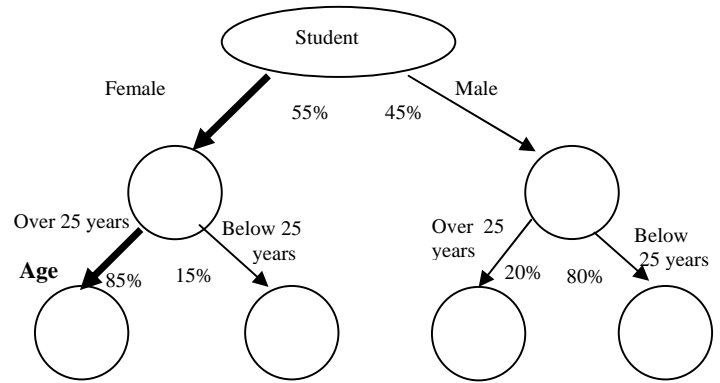 Student
Female
Male
55%
45%
Over 25 years
Below 25
years
Over 25
years
Below
25 years
Age
85%
15%
20%
80%